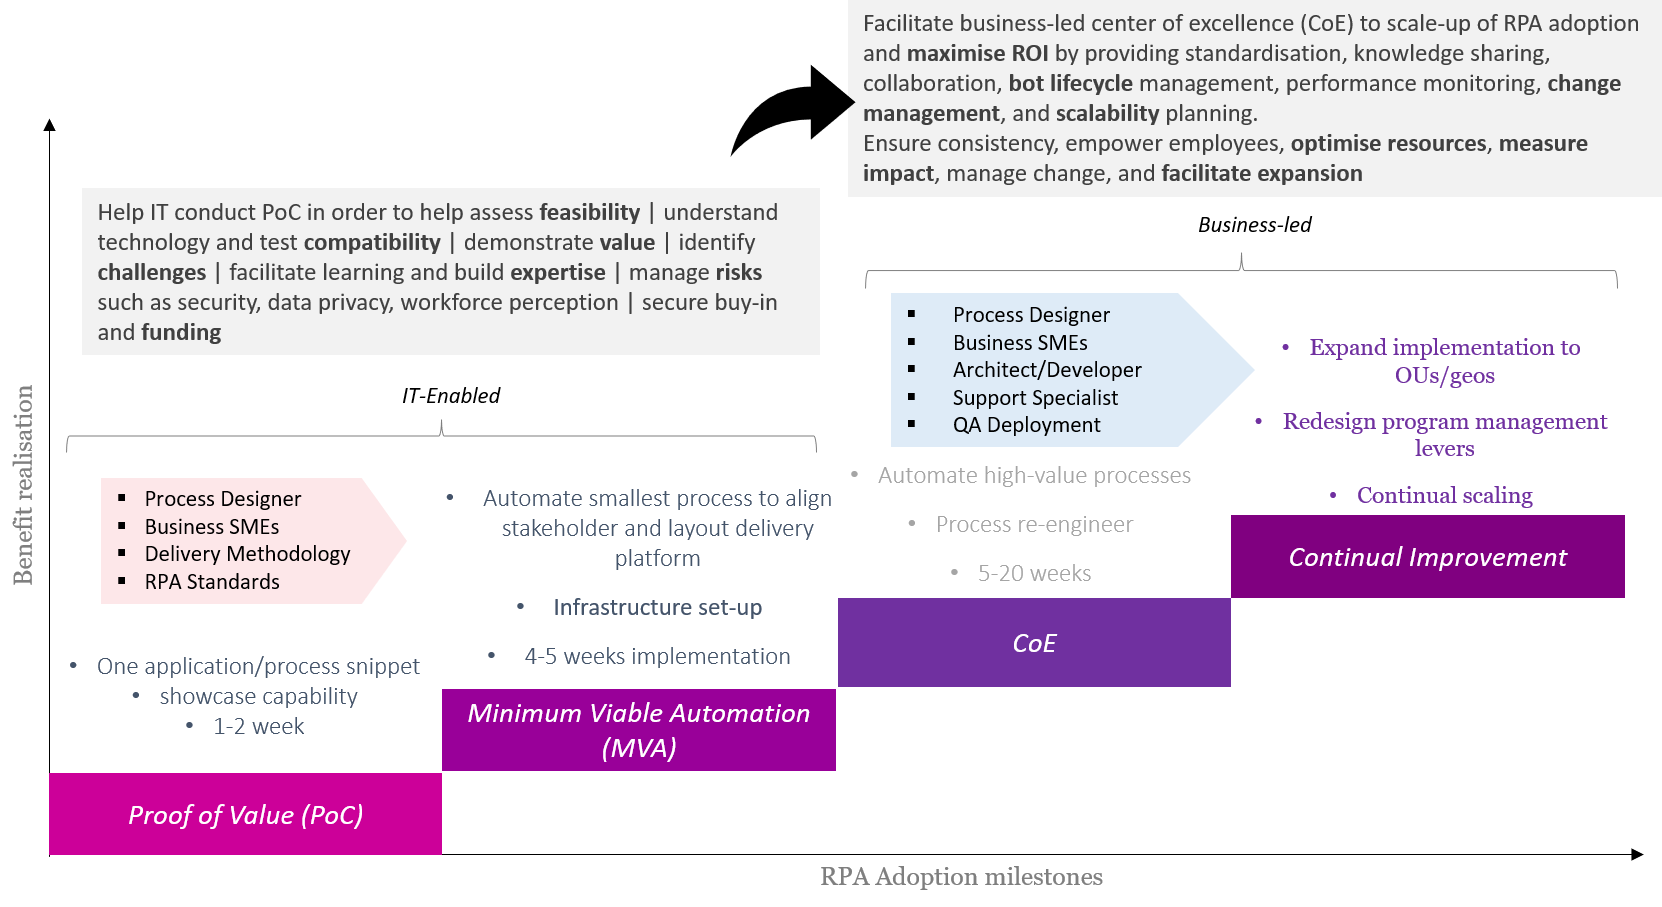 Facilitate business-led center of excellence (CoE) to scale-up of RPA adoption
and maximise ROI by providing standardisation, knowledge sharing,
collaboration, bot lifecycle management, performance monitoring, change
management, and scalability planning.
Ensure consistency, empower employees, optimise resources, measure
impact, manage change, and facilitate expansion
Help IT conduct PoC in order to help assess feasibility | understand
technology and test compatibility | demonstrate value | identify
challenges | facilitate learning and build expertise | manage risks
such as security, data privacy, workforce perception | secure buy-in
and funding
Business-led
▪ Process Designer
▪ Business SMEs
▪ Architect/Developer
▪ Support Specialist
▪ QA Deployment
• Expand implementation to
OUs/geos
• Redesign program management
levers
• Continual scaling
IT-Enabled
▪ Process Designer
▪ Business SMEs
▪ Delivery Methodology
▪ RPA Standards
• Automate smallest process to align
stakeholder and layout delivery
platform
• Infrastructure set-up
• 4-5 weeks implementation
• Automate high-value processes
• Process re-engineer
• 5-20 weeks
• One application/process snippet
• showcase capability
• 1-2 week
Continual Improvement
CoE
Minimum Viable Automation
(MVA)
Proof of Value (PoC)
Benefit realisation
RPA Adoption milestones